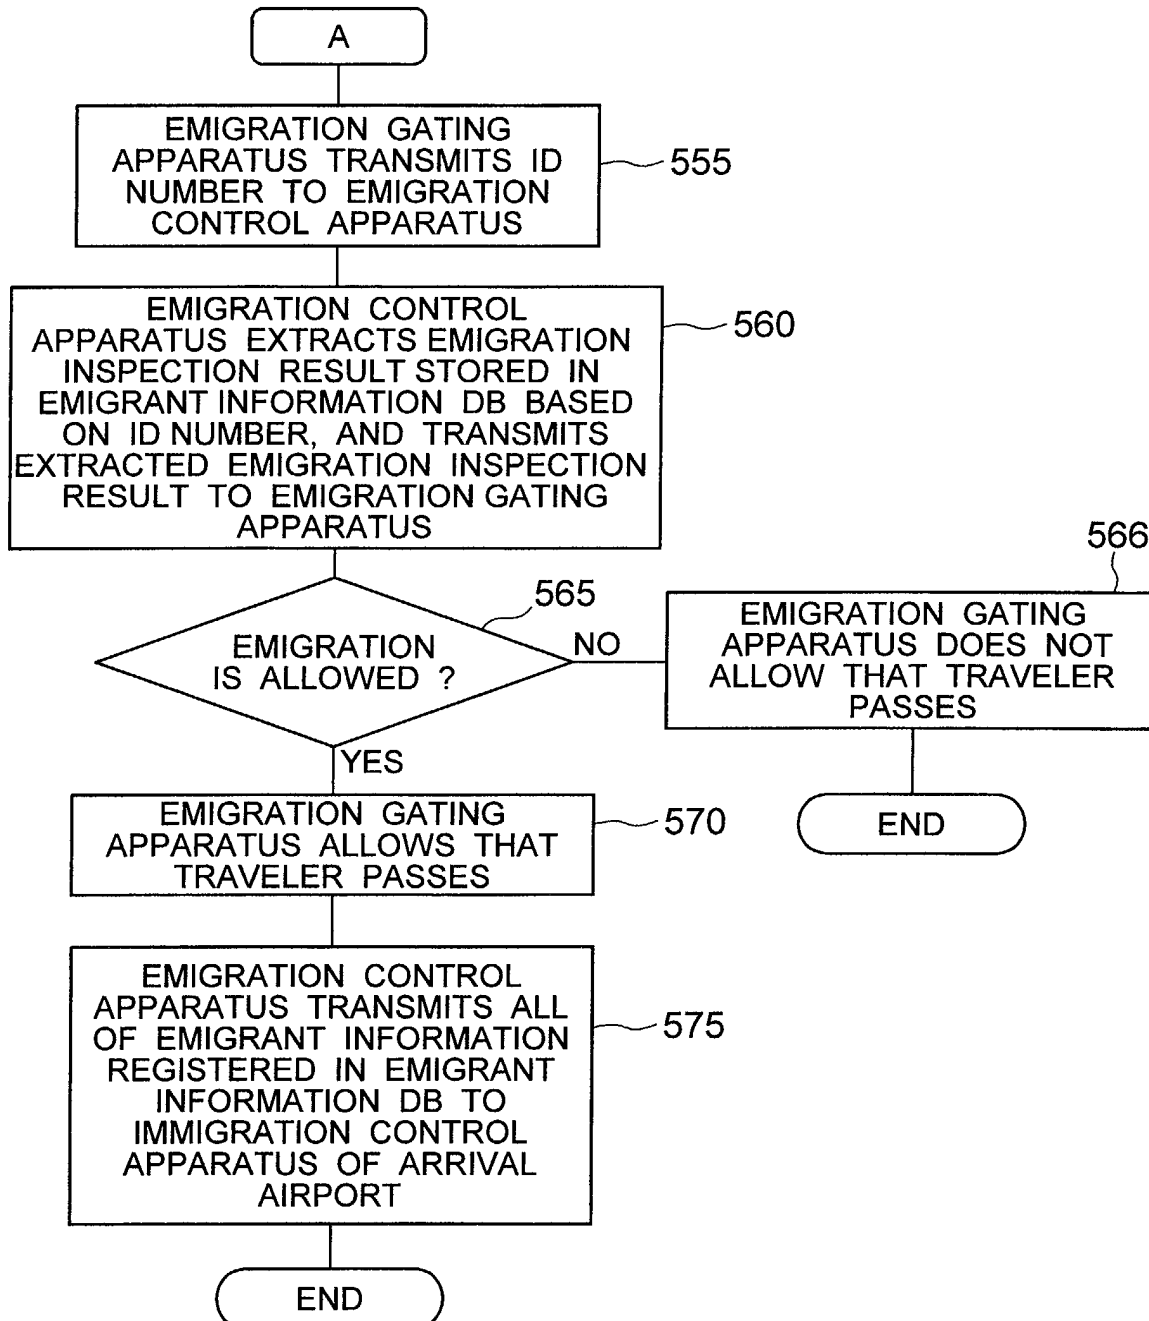 A
EMIGRATION GATING
APPARATUS TRANSMITS ID
NUMBER TO EMIGRATION
CONTROL APPARATUS
555
EMIGRATION CONTROL
APPARATUS EXTRACTS EMIGRATION
INSPECTION RESULT STORED IN
EMIGRANT INFORMATION DB BASED
ON ID NUMBER, AND TRANSMITS
EXTRACTED EMIGRATION INSPECTION
RESULT TO EMIGRATION GATING
APPARATUS
560
EMIGRATION
IS ALLOWED ?
565
NO
566
EMIGRATION GATING
APPARATUS DOES NOT
ALLOW THAT TRAVELER
PASSES
END
YES
EMIGRATION GATING
APPARATUS ALLOWS THAT
TRAVELER PASSES
570
EMIGRATION CONTROL
APPARATUS TRANSMITS ALL
OF EMIGRANT INFORMATION
REGISTERED IN EMIGRANT
INFORMATION DB TO
IMMIGRATION CONTROL
APPARATUS OF ARRIVAL
AIRPORT
575
END